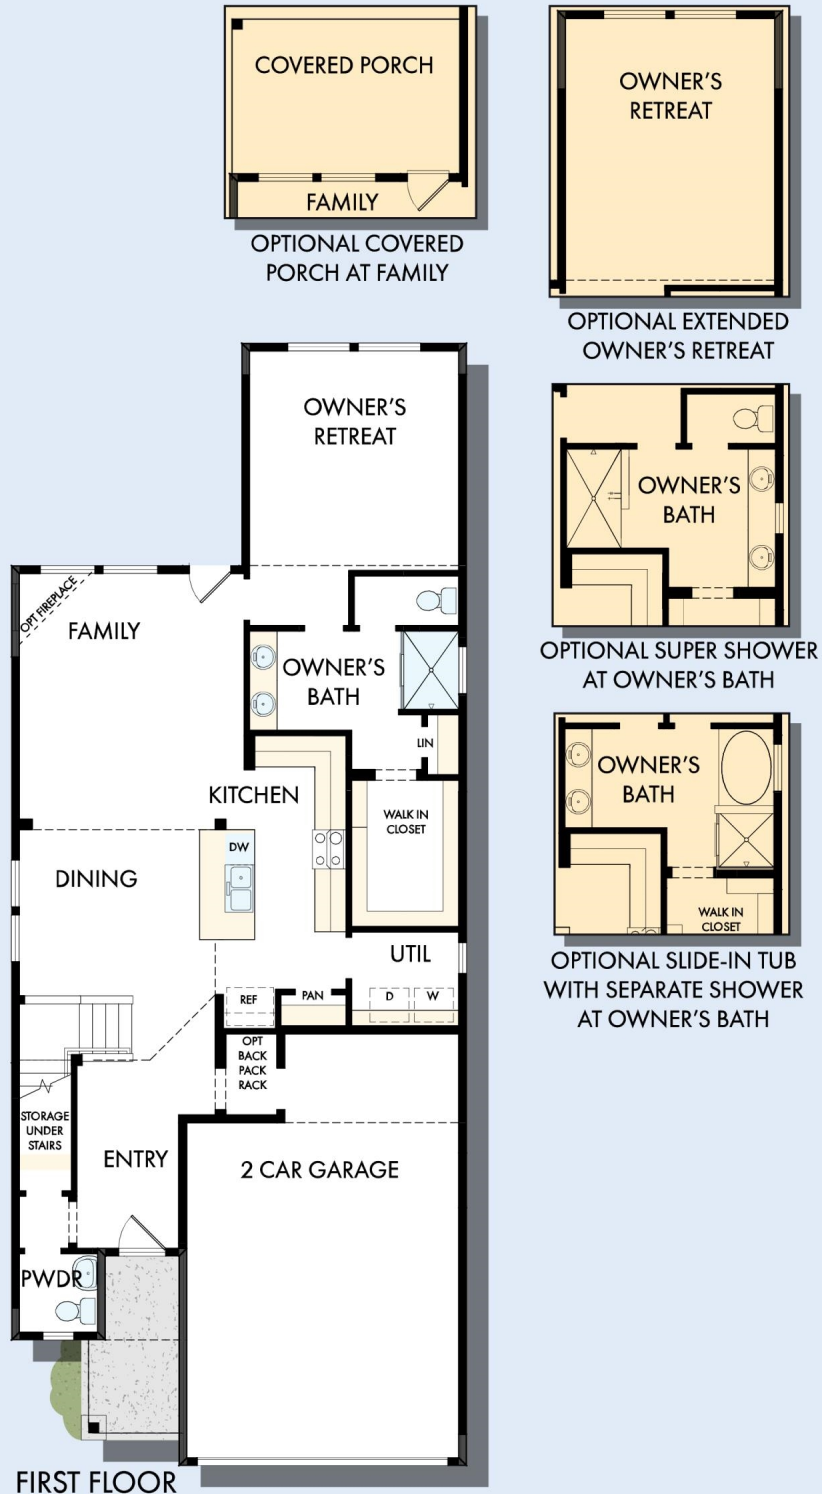 COVERED PORCH
FAMILY
OPTIONAL COVERED
PORCH AT FAMILY
OWNER'S
RETREAT
OPTIONAL EXTENDED
OWNER'S RETREAT
OWNER'S
RETREAT
OPT FIREPLACE
FAMILY
OWNER'S
BATH
LIN
KITCHEN
WALK IN
CLOSET
DW
DINING
UTIL
REF
PAN
D
W
OPT
BACK
PACK
RACK
STORAGE
UNDER
STAIRS
ENTRY
2 CAR GARAGE
PWDR
FIRST FLOOR
OWNER'S
BATH
OPTIONAL SUPER SHOWER
AT OWNER'S BATH
OWNER'S
BATH
WALK IN
CLOSET
OPTIONAL SLIDE-IN TUB
WITH SEPARATE SHOWER
AT OWNER'S BATH